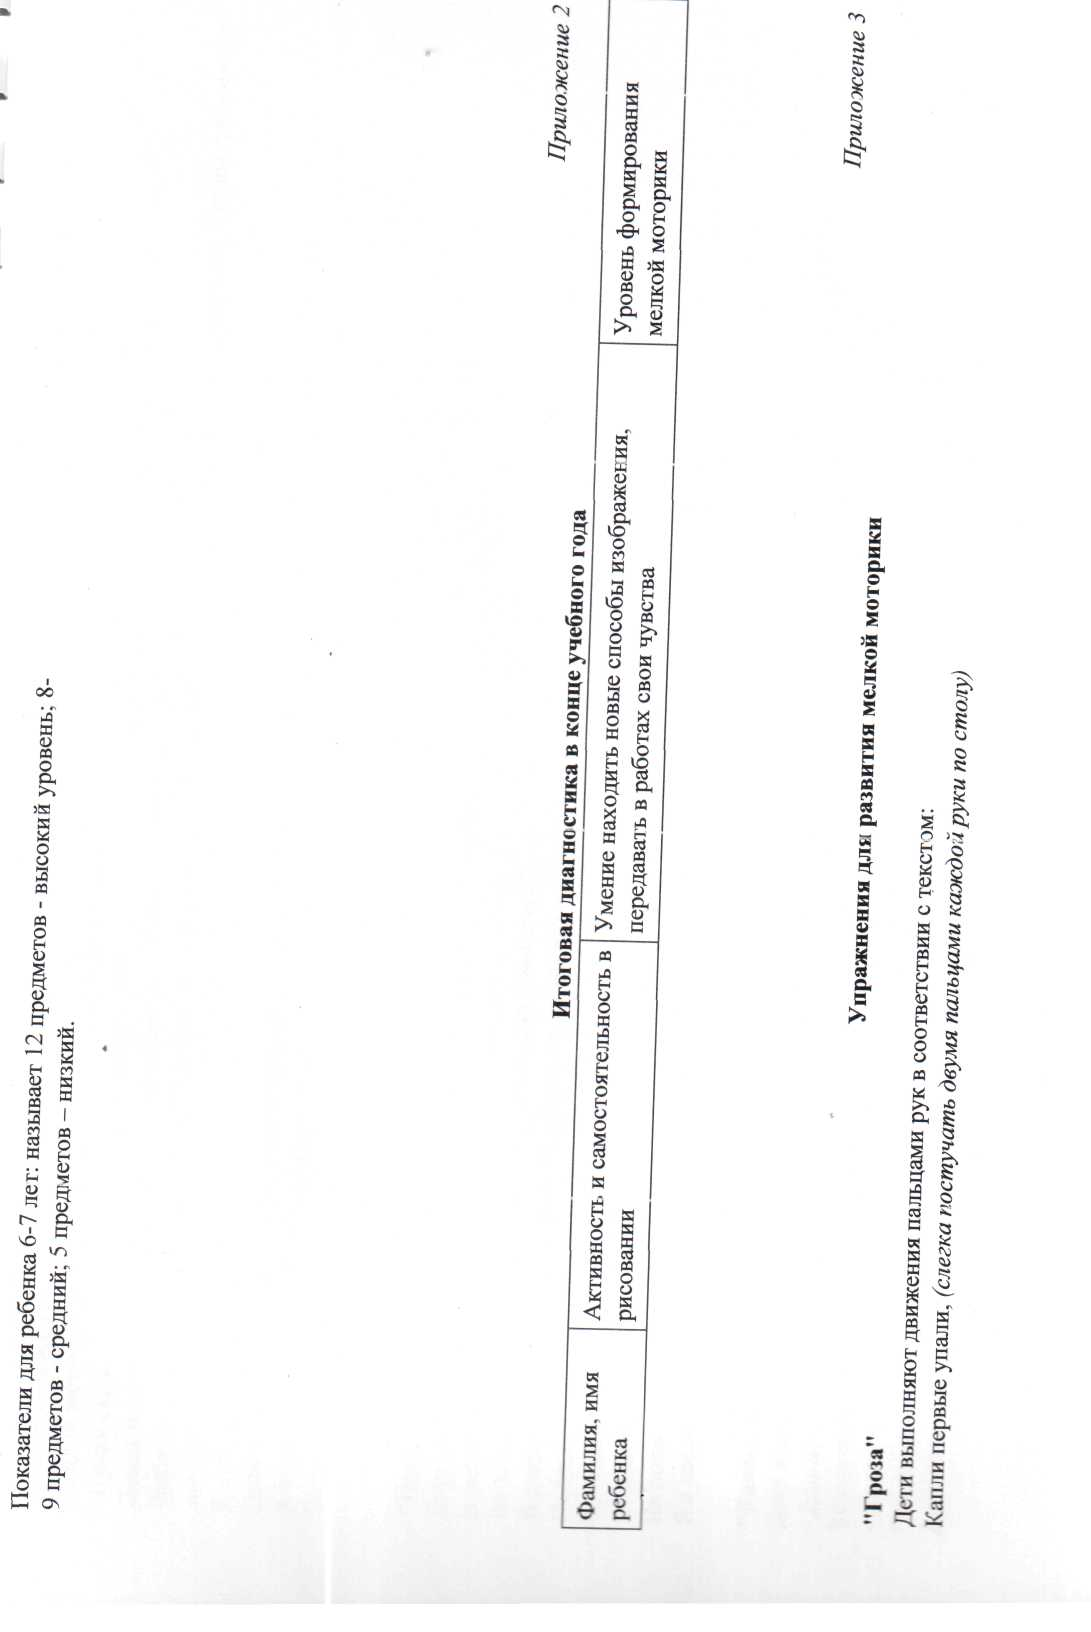 Показатели для ребенка 6-7 лет: называет 12 предметов - высокий уровень; 8-
9 предметов - средний; 5 предметов – низкий.
Приложение 2
Итоговая диагностика в конце учебного года
Фамилия, имя
ребенка
Активность и самостоятельность в
рисовании
Умение находить новые способы изображения,
передавать в работах свои чувства
Уровень формирования
мелкой моторики
Приложение 3
Упражнения для развития мелкой моторики
"Гроза"
Дети выполняют движения пальцами рук в соответствии с текстом:
Капли первые упали, (слегка постучать двумя пальцами каждой руки по столу)